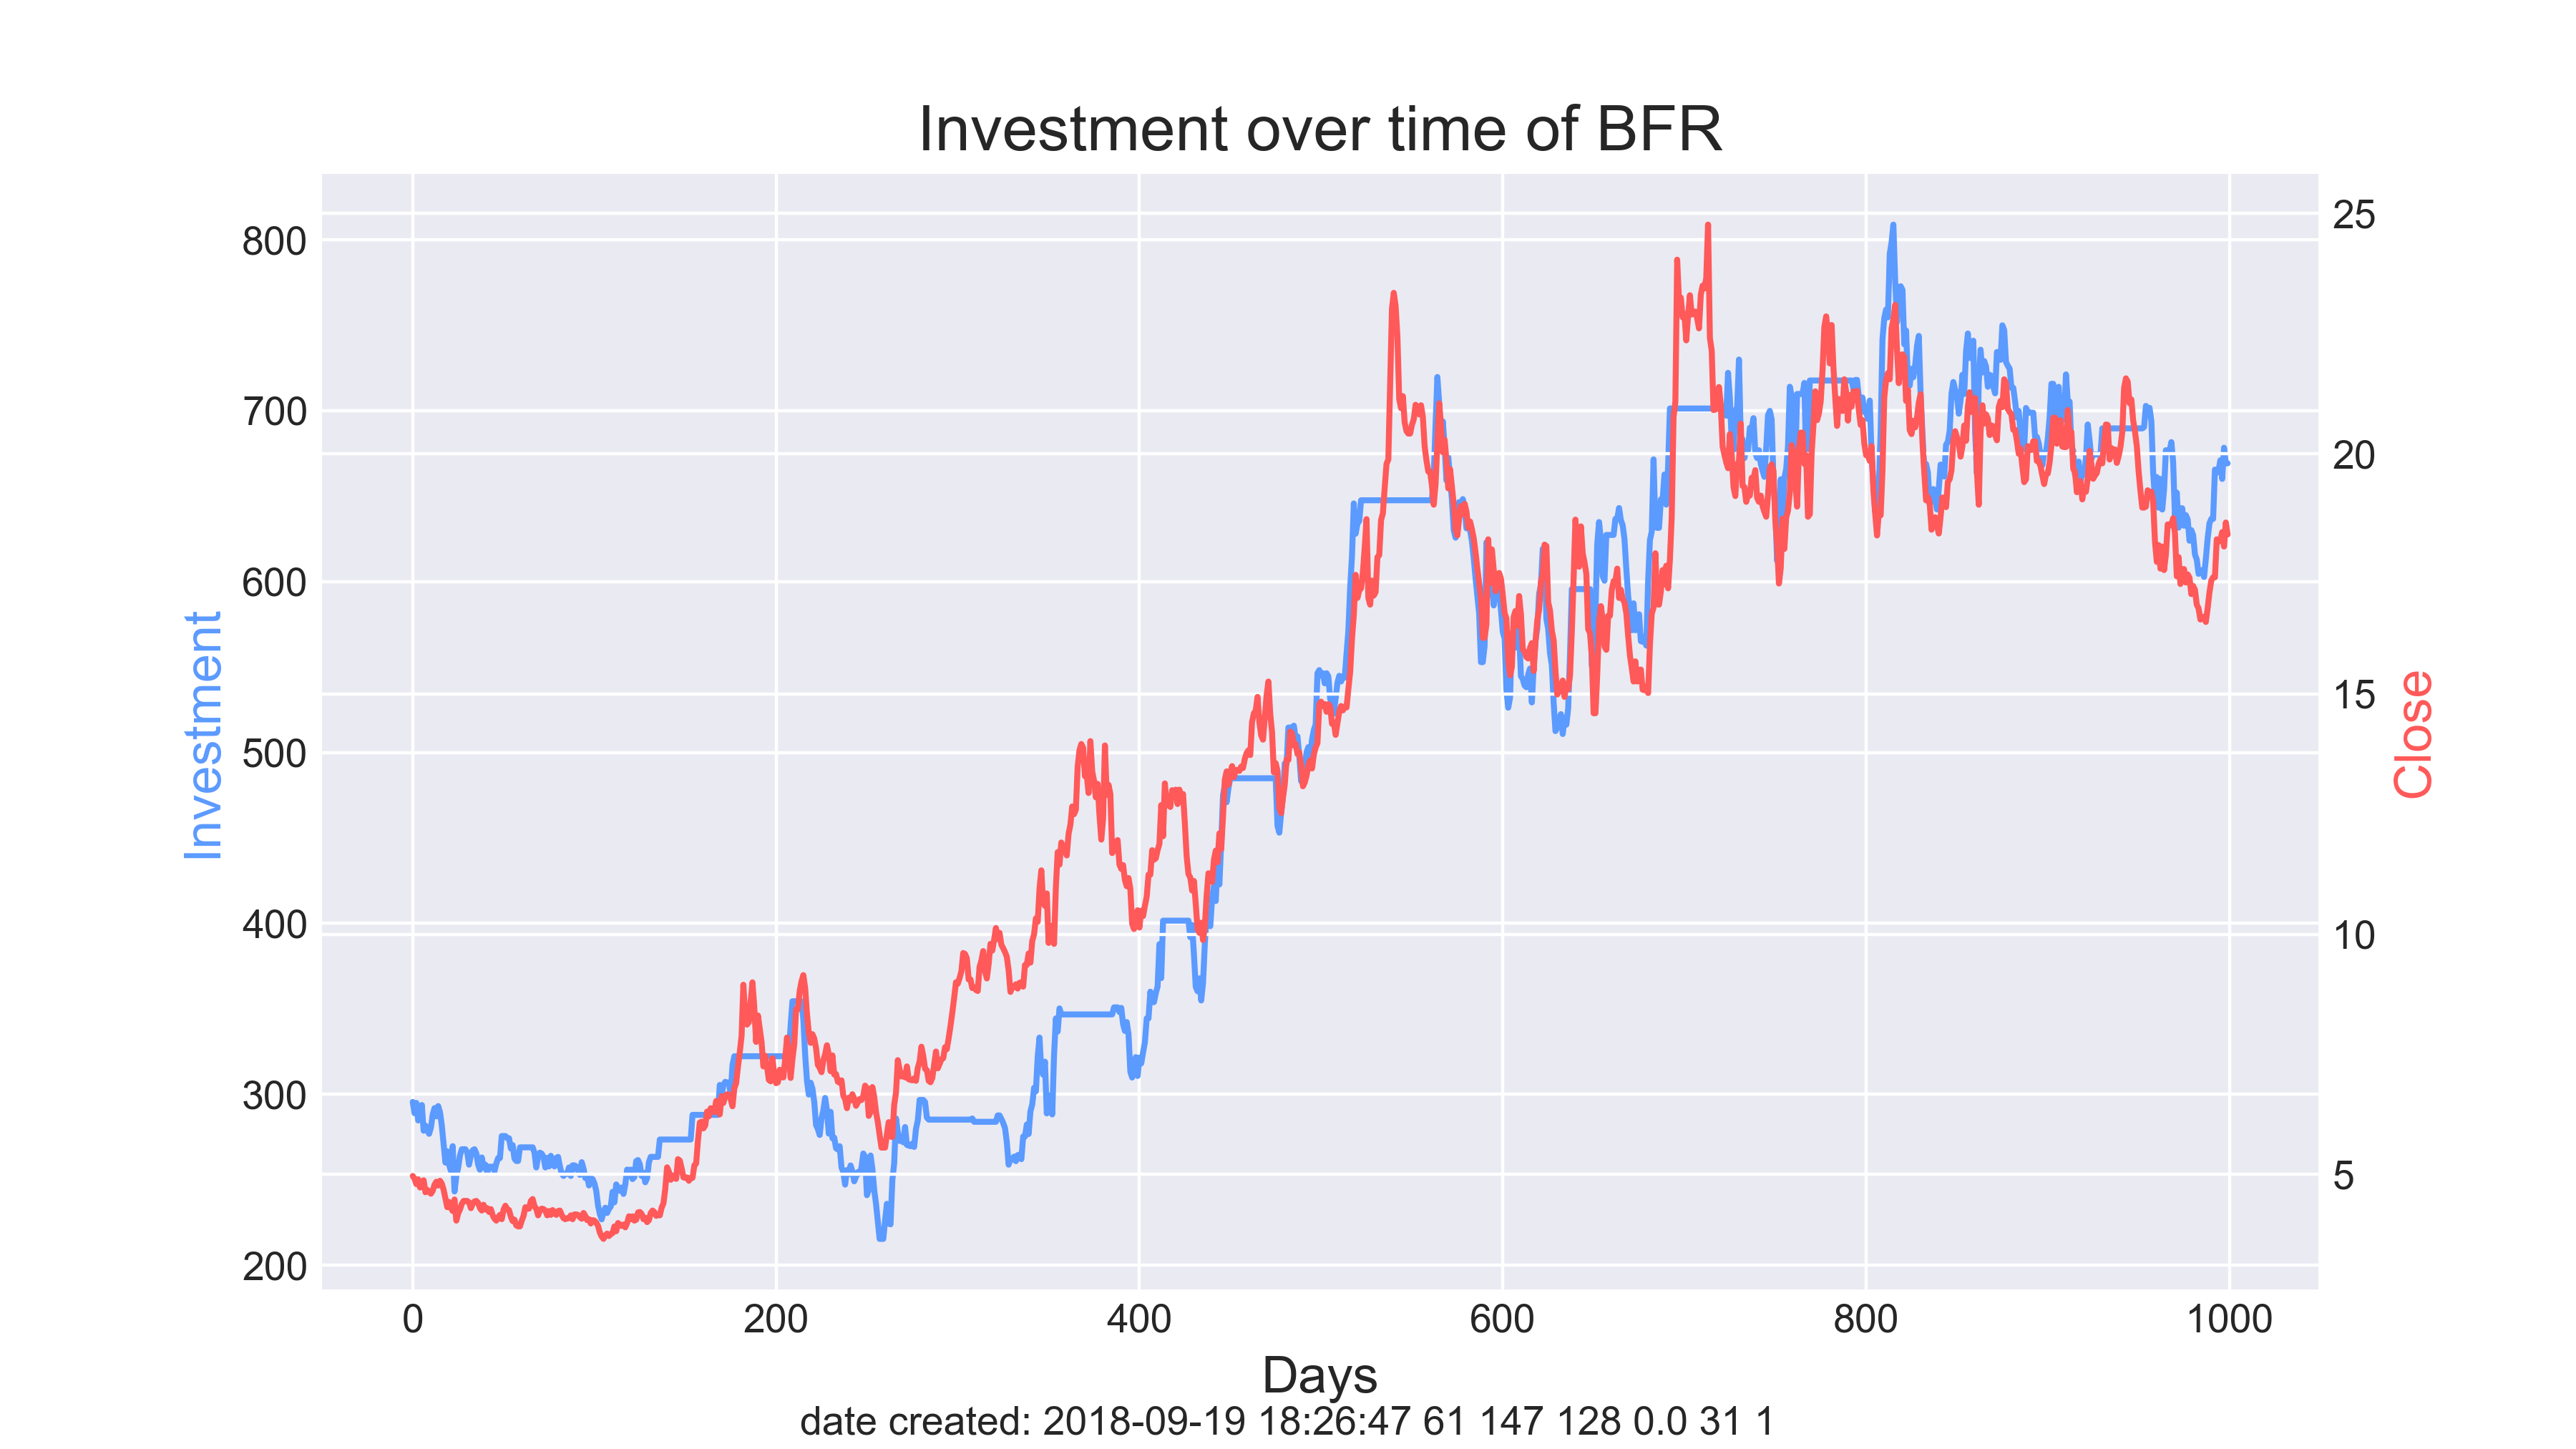 Investment over time of BFR
800
700
600
500
400
300
200
Investment
25
20
15
10
5
Close
0 200 400 600 800 1000
Days
date created: 2018-09-19 18:26:47 61 147 128 0.0 31 1